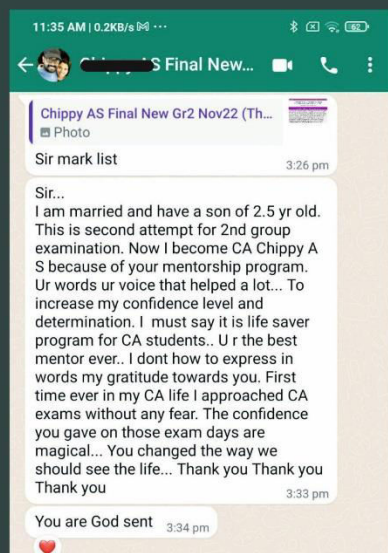 11:35 AM | 0.2KB/s ...
62
S Final New...
Chippy AS Final New Gr2 Nov22 (Th...
Photo
Sir mark list
3:26 pm
Sir...
I am married and have a son of 2.5 yr old.
This is second attempt for 2nd group
examination. Now I become CA Chippy A
S because of your mentorship program.
Ur words ur voice that helped a lot... To
increase my confidence level and
determination. I must say it is life saver
program for CA students.. U r the best
mentor ever.. I dont how to express in
words my gratitude towards you. First
time ever in my CA life I approached CA
exams without any fear. The confidence
you gave on those exam days are
magical... You changed the way we
should see the life... Thank you Thank you
Thank you
3:33 pm
You are God sent 3:34 pm